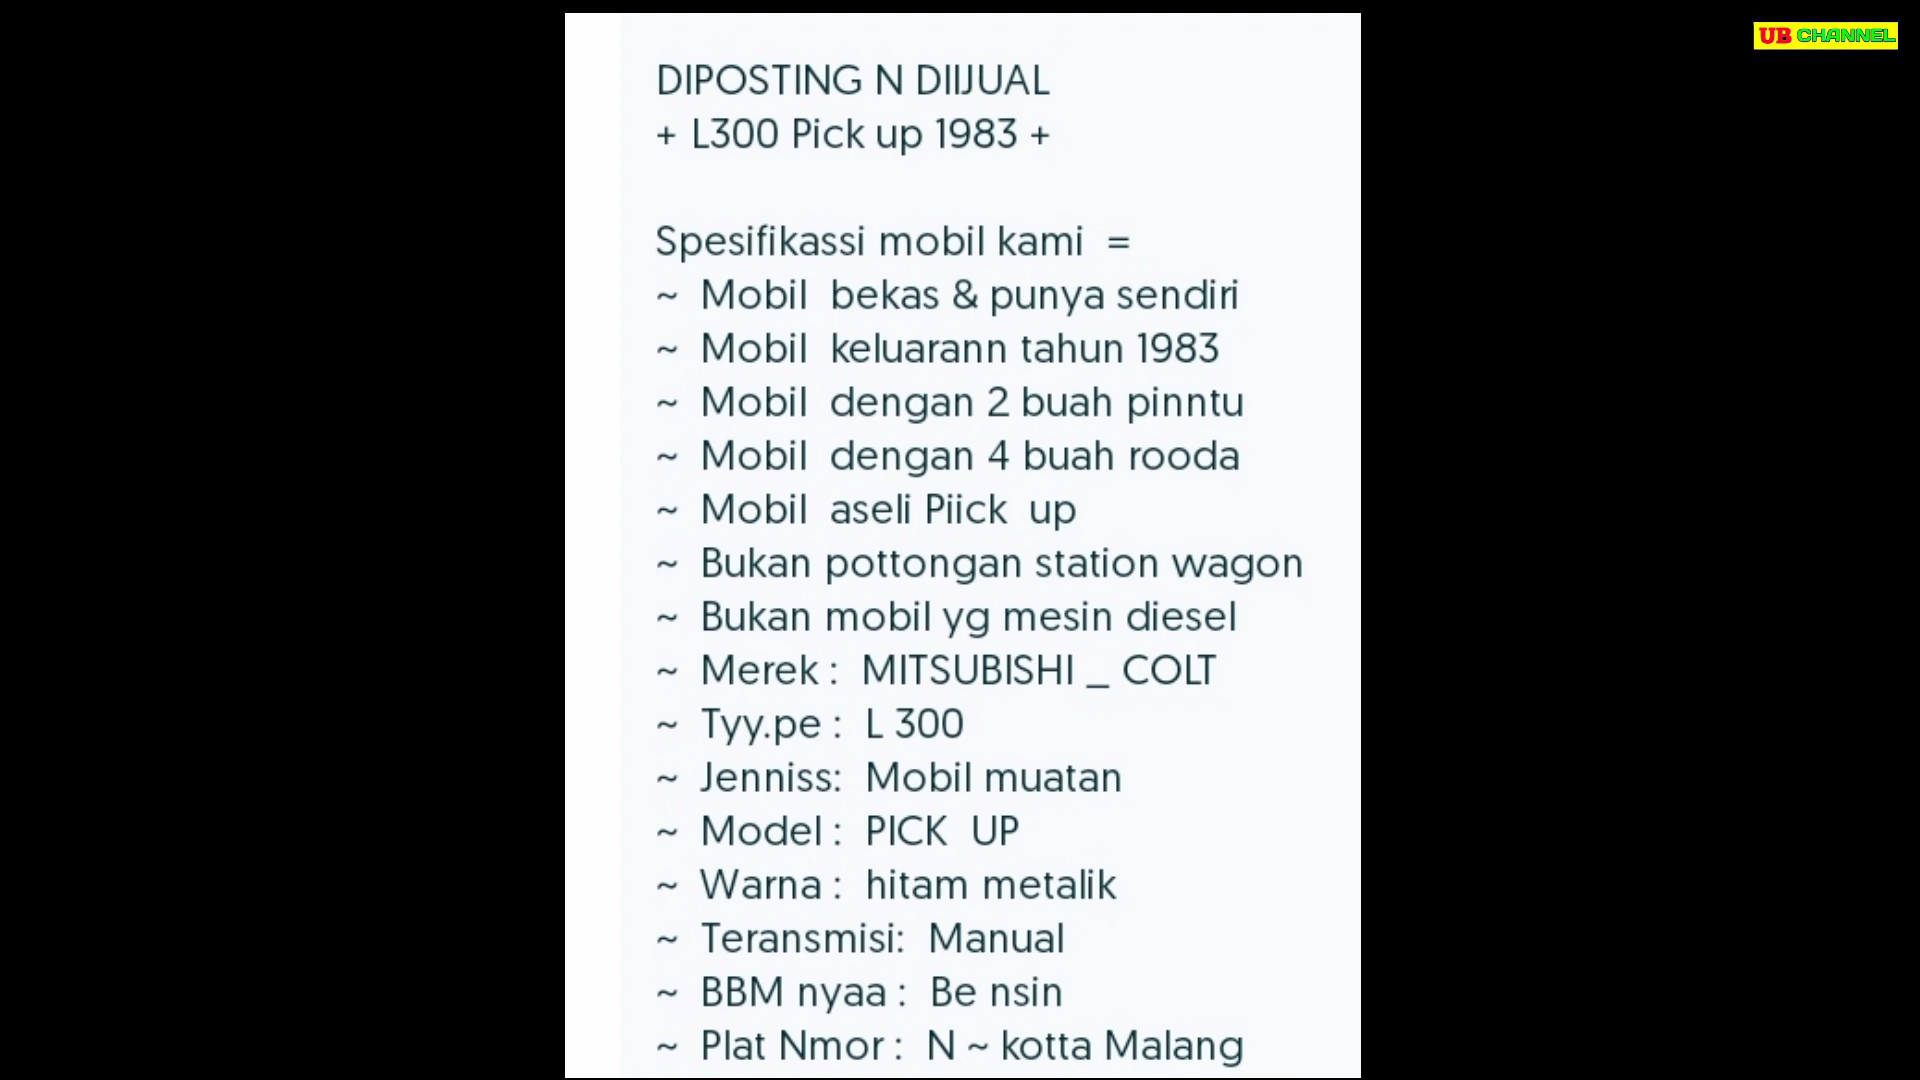 UB CHANNEL
DIPOSTING N DIIJUAL
+ L300 Pick up 1983 +
Spesifikassi mobil kami =
~ Mobil bekas & punya sendiri
~ Mobil keluarann tahun 1983
~ Mobil dengan 2 buah pinntu
~ Mobil dengan 4 buah rooda
~ Mobil aseli Piick up
~ Bukan pottongan station wagon
~ Bukan mobil yg mesin diesel
~ Merek : MITSUBISHI _ COLT
~ Tyy.pe : L 300
~ Jenniss: Mobil muatan
~ Model : PICK UP
~ Warna : hitam metalik
~ Teransmisi: Manual
~ BBM nyaa : Be nsin
~ Plat Nmor : N ~ kotta Malang